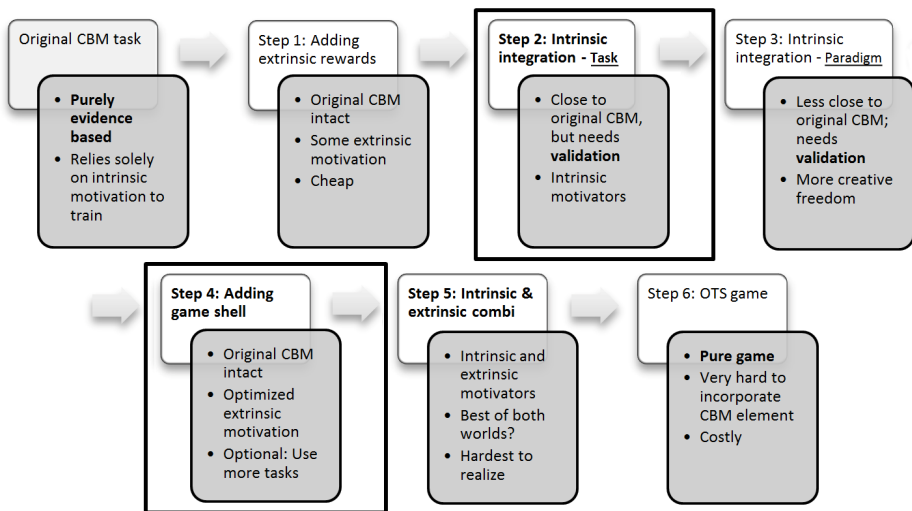 Original CBM task
• Purely
evidence
based
• Relies solely
on intrinsic
motivation to
train
Step 1: Adding
extrinsic rewards
• Original CBM
intact
• Some extrinsic
motivation
• Cheap
Step 2: Intrinsic
integration - Task
• Close to
original CBM,
but needs
validation
• Intrinsic
motivators
Step 3: Intrinsic
integration - Paradigm
• Less close to
original CBM;
needs
validation
• More creative
freedom
Step 4: Adding
game shell
• Original CBM
intact
• Optimized
extrinsic
motivation
• Optional: Use
more tasks
Step 5: Intrinsic &
extrinsic combi
• Intrinsic and
extrinsic
motivators
• Best of both
worlds?
• Hardest to
realize
Step 6: OTS game
• Pure game
• Very hard to
incorporate
CBM element
• Costly